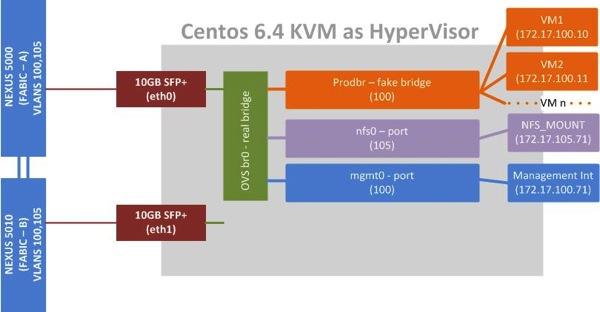 Centos 6.4 KVM as HyperVisor
NEXUS 5000
(FABIC – A)
VLANS 100,105
10GB SFP+
(eth0)
OVS br0 - real bridge
Prodbr – fake bridge
(100)
VM1
(172.17.100.10
VM2
(172.17.100.11
VM n
nfs0 – port
(105)
NFS_MOUNT
(172.17.105.71)
mgmt0 - port
(100)
Management Int
(172.17.100.71)
NEXUS 5010
(FABIC – B)
VLANS 100,105
10GB SFP+
(eth1)